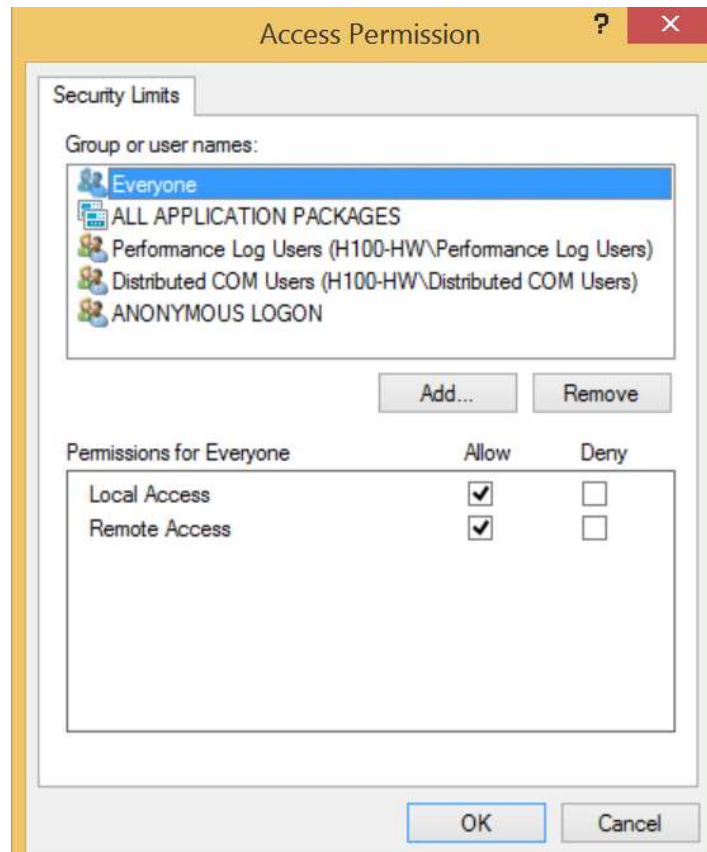 Access Permission
?
Security Limits
Group or user names:
Everyone
ALL APPLICATION PACKAGES
Performance Log Users (H100-HW\Performance Log Users)
Distributed COM Users (H100-HW\Distributed COM Users)
ANONYMOUS LOGON
Add... Remove
Permissions for Everyone Allow Deny
Local Access
Remote Access
OK Cancel